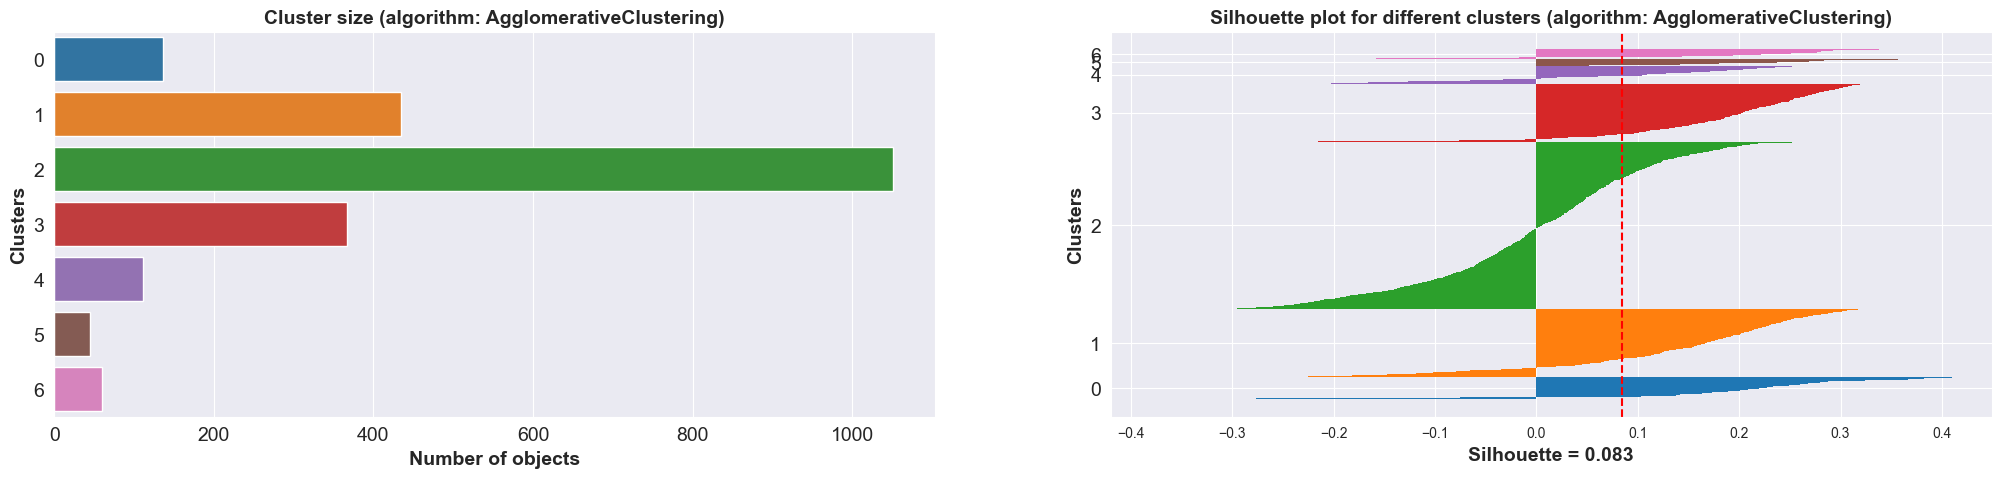 Cluster size (algorithm: AgglomerativeClustering)
Clusters
0
1
2
3
4
5
6
0 200 400 600 800 1000
Number of objects
Silhouette plot for different clusters (algorithm: AgglomerativeClustering)
Clusters
6
5
4
3
2
1
0
−0.4 −0.3 −0.2 −0.1 0.0 0.1 0.2 0.3 0.4
Silhouette = 0.083